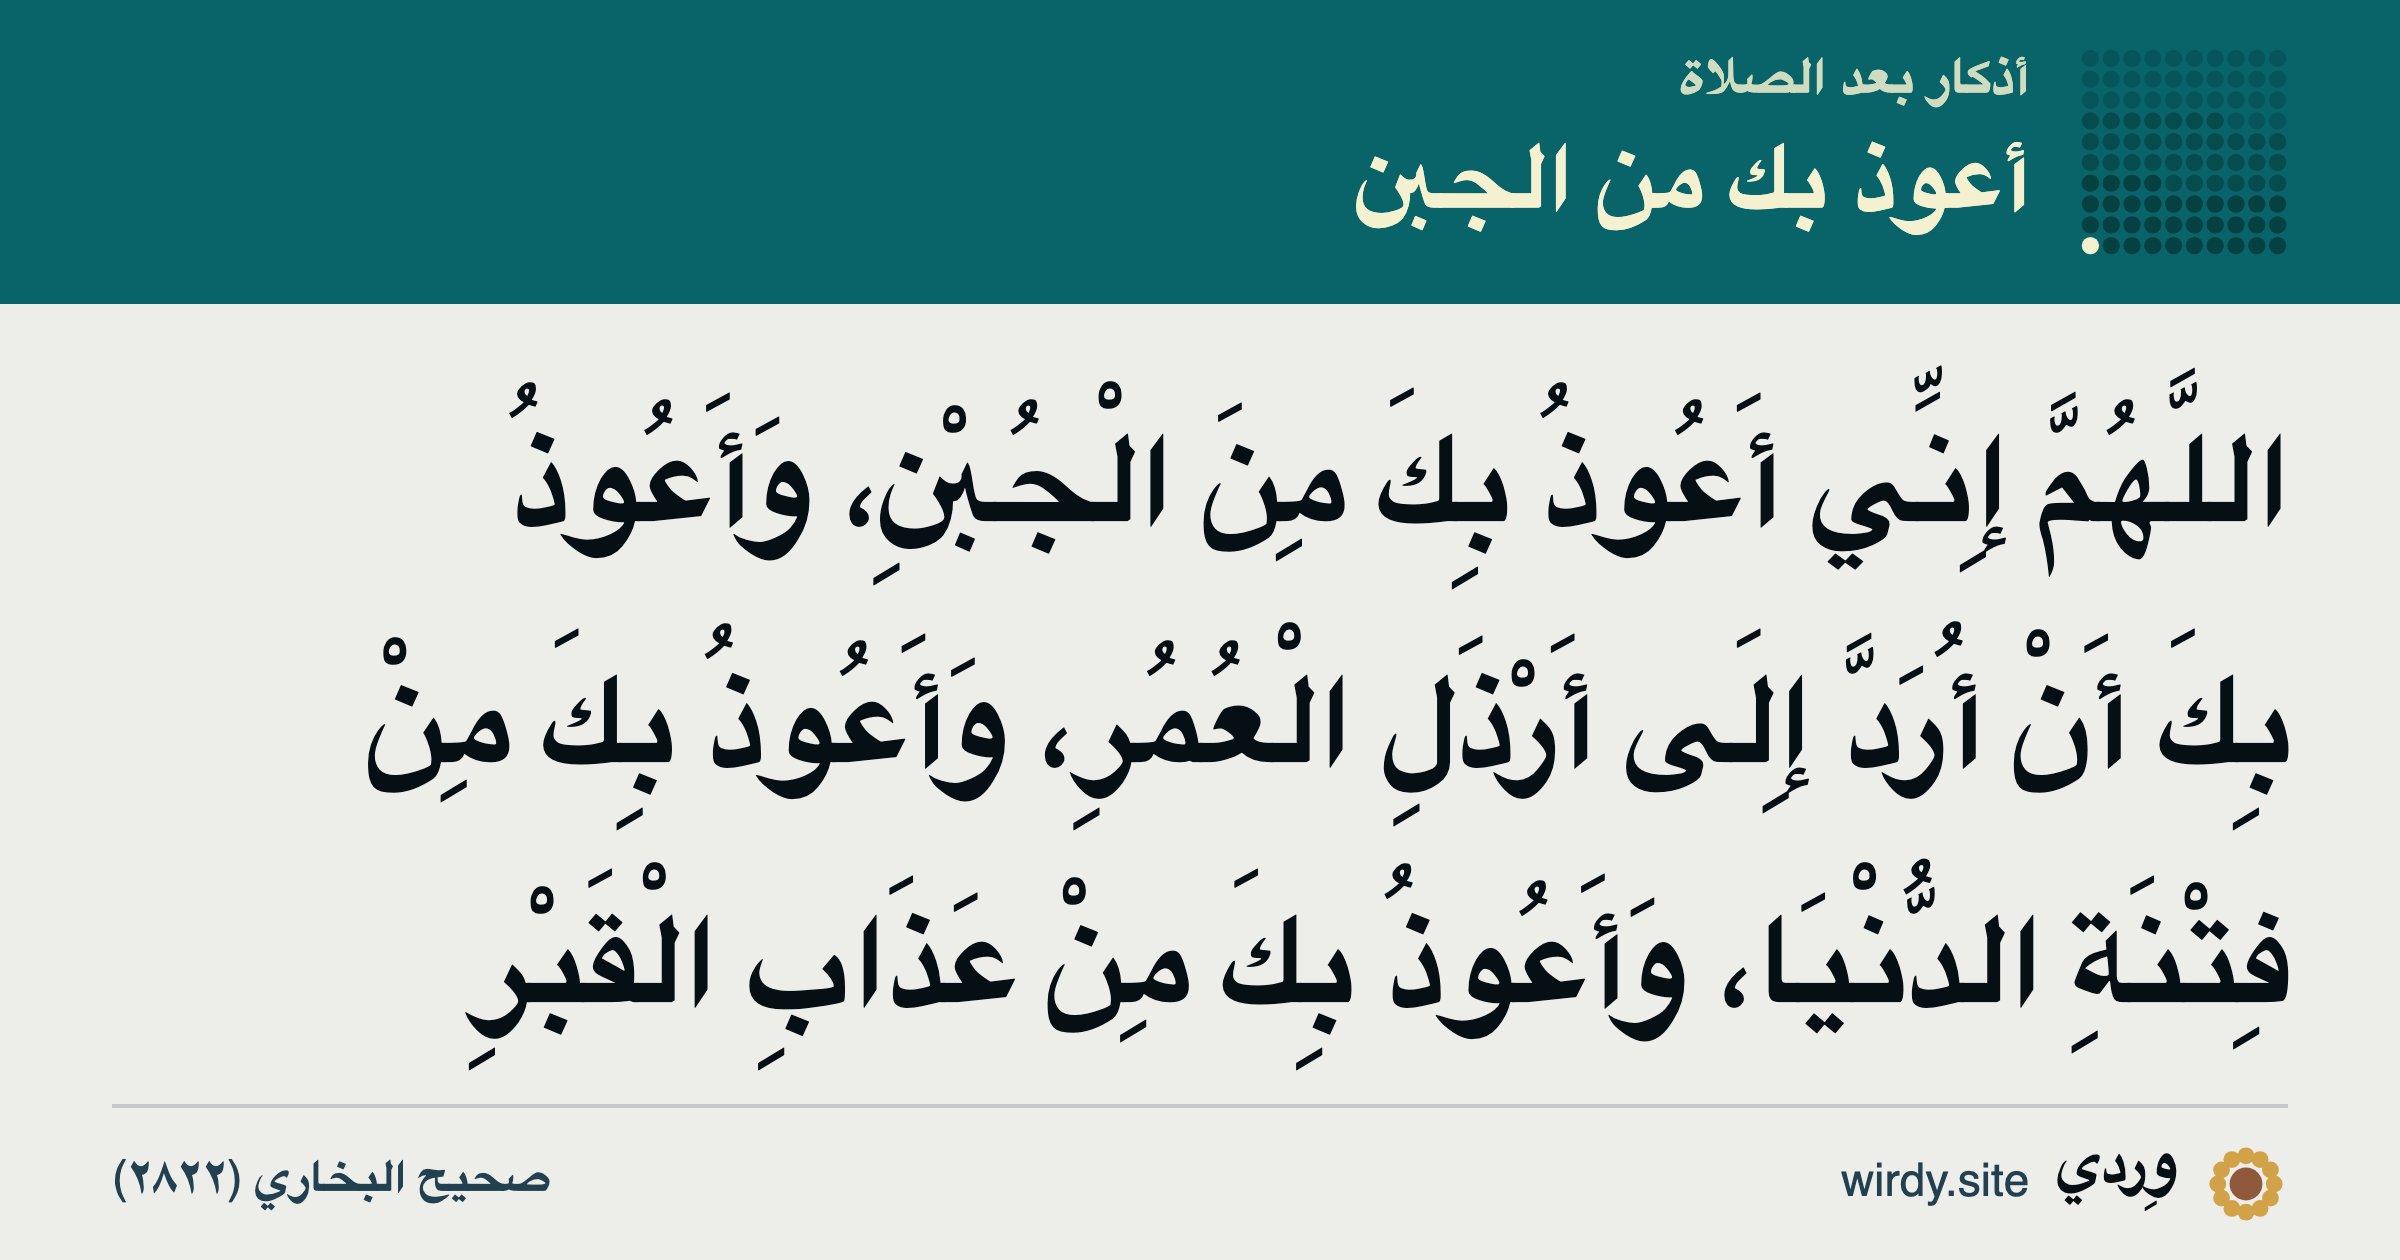 أذكار بعد الصلاة
أعوذ بك من الجبن
اللَّهُمَّ إِنِّي أَعُوذُ بِكَ مِنَ الْجُبْنِ، وَأَعُوذُ
بِكَ أَنْ أُرَدَّ إِلَى أَرْذَلِ الْعُمُرِ، وَأَعُوذُ بِكَ مِنْ
فِتْنَةِ الدُّنْيَا، وَأَعُوذُ بِكَ مِنْ عَذَابِ الْقَبْرِ
وِردي wirdy.site
صحيح البخاري (٢٨٢٢)